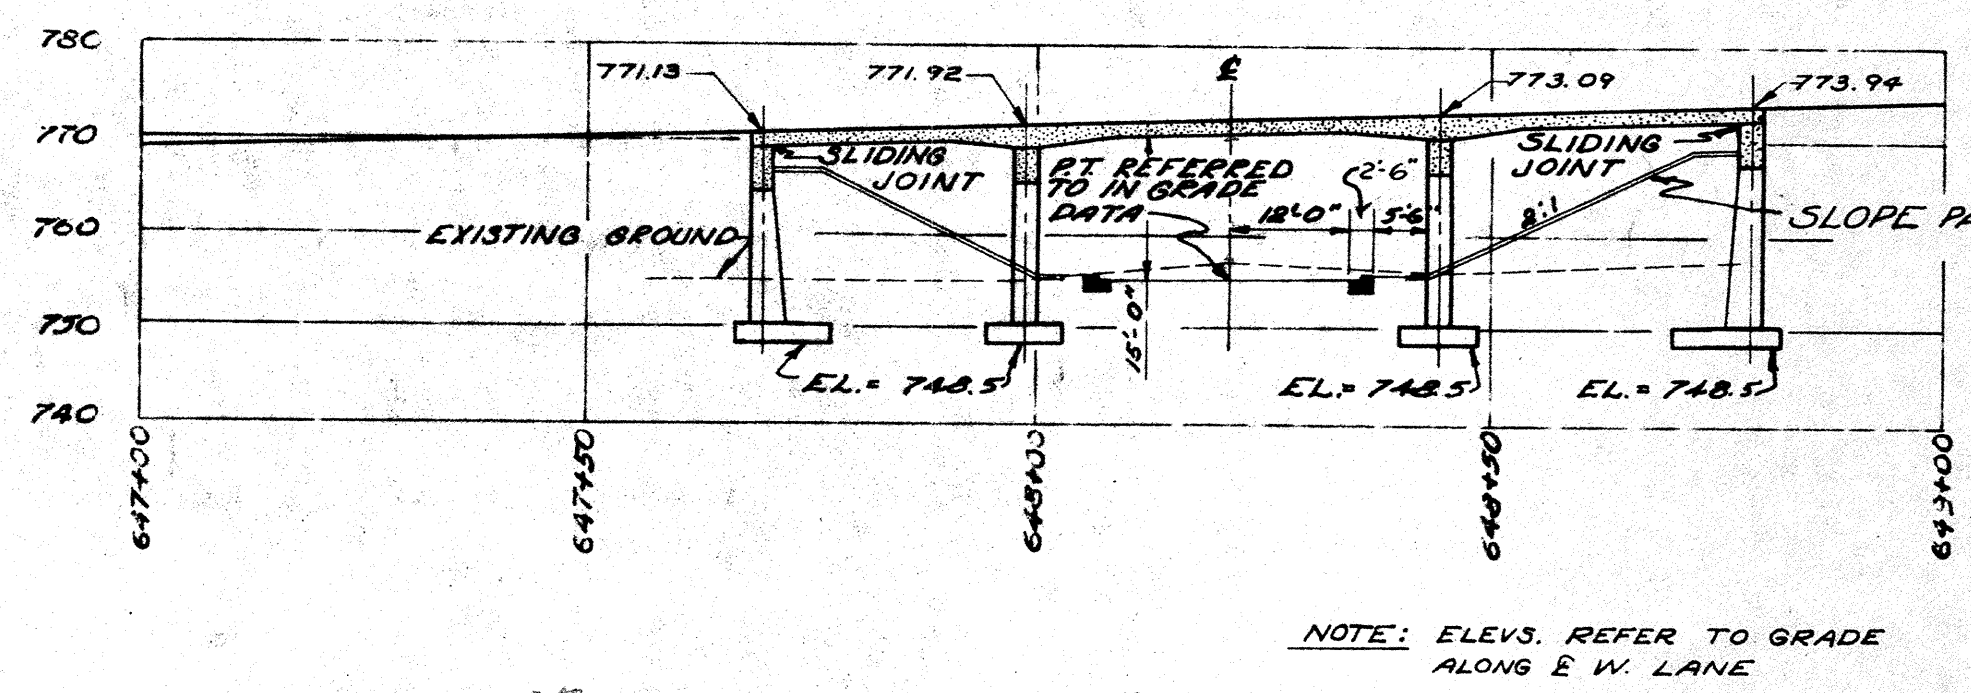 780
771.13
771.92
℄
773.09
773.94
770
SLIDING
JOINT
P.T. REFERRED
TO IN GRADE
DATA
2'-6"
SLIDING
JOINT
12'-0"
5'-6"
2:1
SLOPE PA
760
EXISTING GROUND
750
15'-0"
EL.= 748.5
EL.= 748.5
EL.= 748.5
740
647+00
647+50
648+00
648+50
649+00
NOTE: ELEVS. REFER TO GRADE
ALONG ℄ W. LANE